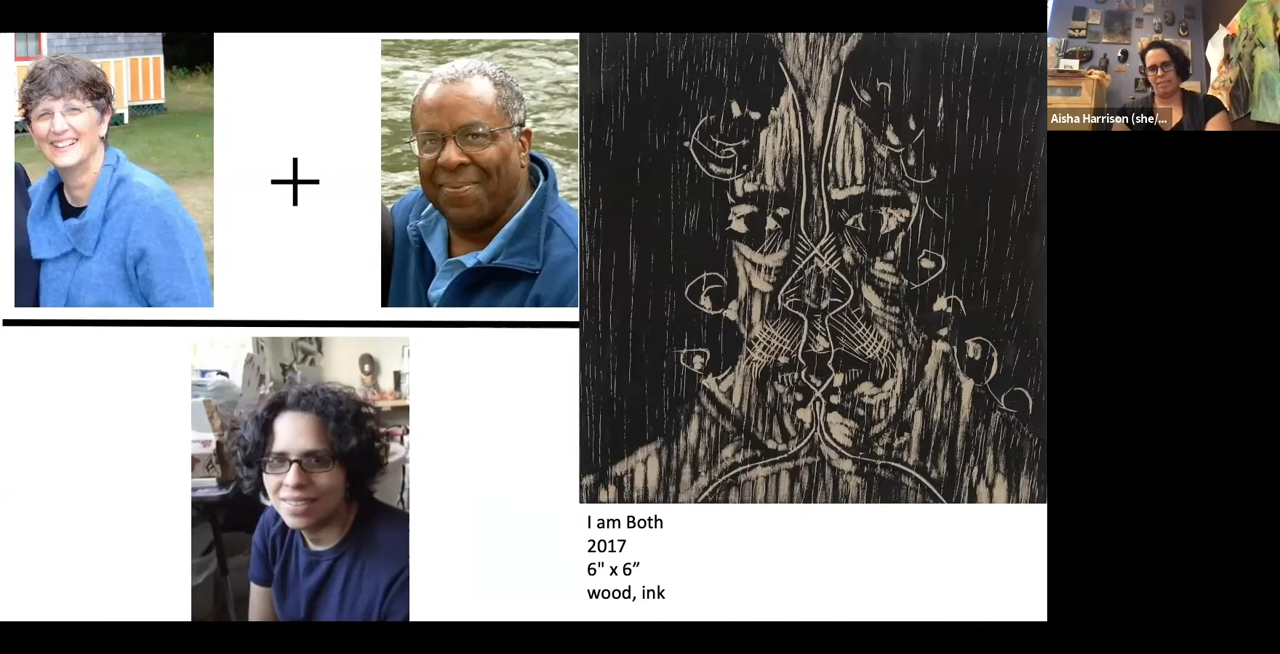 +
I am Both
2017
6" x 6”
wood, ink
Aisha Harrison (she/...